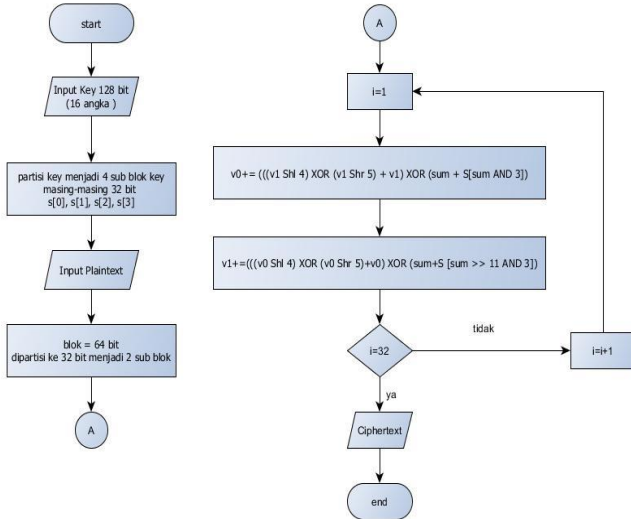 start
Input Key 128 bit
(16 angka )
partisi key menjadi 4 sub blok key
masing-masing 32 bit
s[0], s[1], s[2], s[3]
Input Plaintext
blok = 64 bit
dipartisi ke 32 bit menjadi 2 sub blok
A
A
i=1
v0+= (((v1 Shl 4) XOR (v1 Shr 5) + v1) XOR (sum + S[sum AND 3])
v1+=(((v0 Shl 4) XOR (v0 Shr 5)+v0) XOR (sum+S [sum >> 11 AND 3])
i=32
tidak
i=i+1
ya
Ciphertext
end